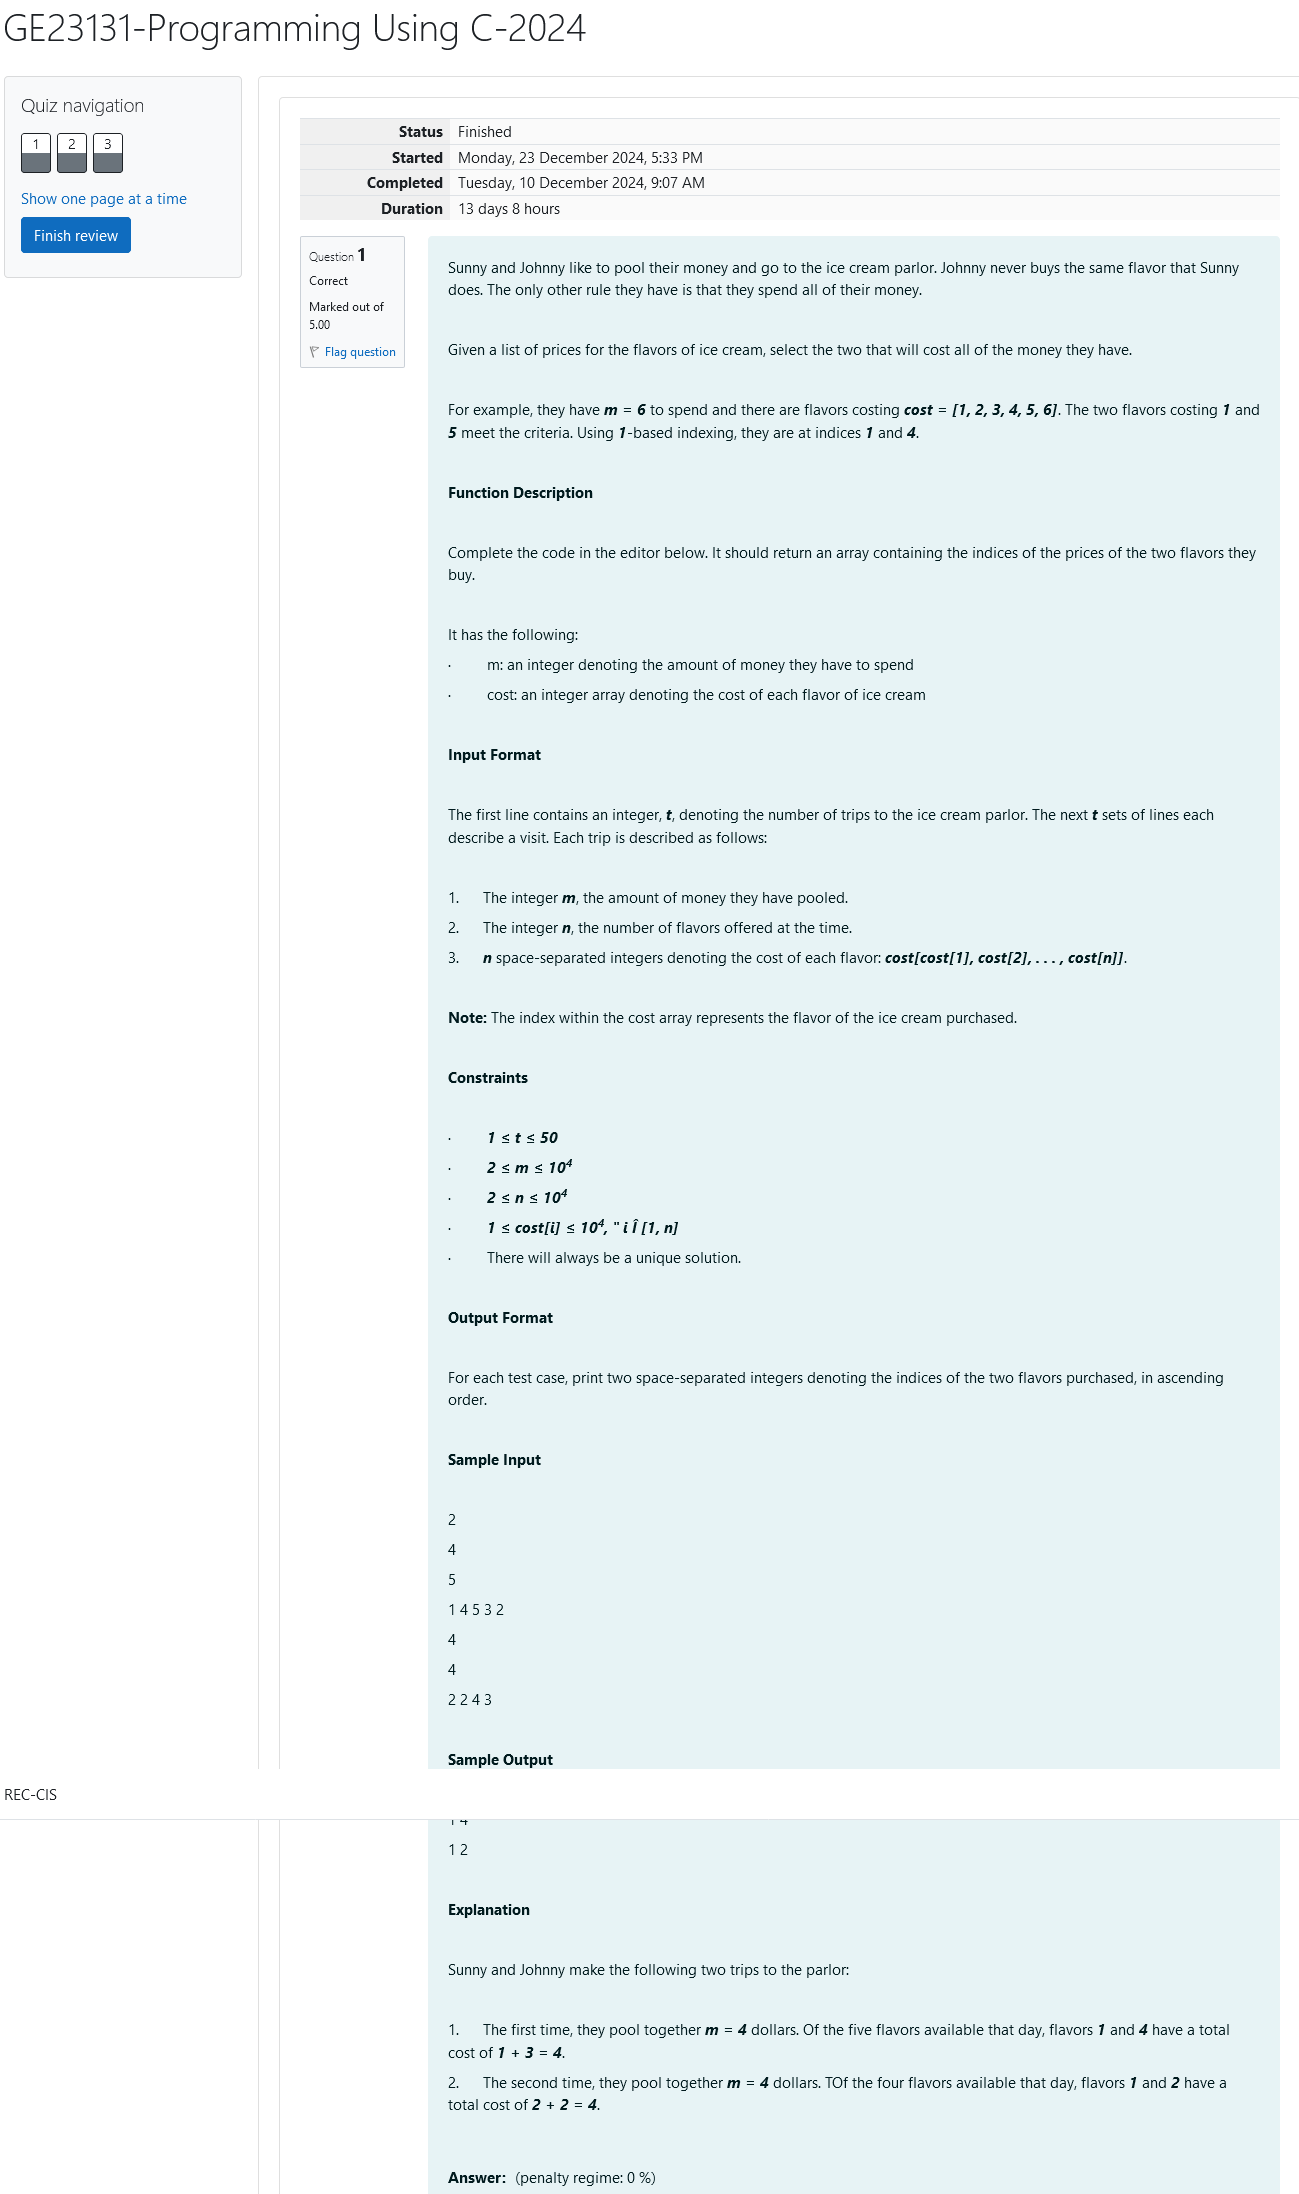 GE23131-Programming Using C-2024
Quiz navigation
1 2 3
Show one page at a time
Finish review
Status Finished
Started Monday, 23 December 2024, 5:33 PM
Completed Tuesday, 10 December 2024, 9:07 AM
Duration 13 days 8 hours
Question 1
Correct
Marked out of
5.00
Flag question
Sunny and Johnny like to pool their money and go to the ice cream parlor. Johnny never buys the same flavor that Sunny
does. The only other rule they have is that they spend all of their money.
Given a list of prices for the flavors of ice cream, select the two that will cost all of the money they have.
For example, they have m = 6 to spend and there are flavors costing cost = [1, 2, 3, 4, 5, 6]. The two flavors costing 1 and
5 meet the criteria. Using 1-based indexing, they are at indices 1 and 4.
Function Description
Complete the code in the editor below. It should return an array containing the indices of the prices of the two flavors they
buy.
It has the following:
· m: an integer denoting the amount of money they have to spend
· cost: an integer array denoting the cost of each flavor of ice cream
Input Format
The first line contains an integer, t, denoting the number of trips to the ice cream parlor. The next t sets of lines each
describe a visit. Each trip is described as follows:
1. The integer m, the amount of money they have pooled.
2. The integer n, the number of flavors offered at the time.
3. n space-separated integers denoting the cost of each flavor: cost[cost[1], cost[2], . . . , cost[n]].
Note: The index within the cost array represents the flavor of the ice cream purchased.
Constraints
· 1 ≤ t ≤ 50
· 2 ≤ m ≤ 10⁴
· 2 ≤ n ≤ 10⁴
· 1 ≤ cost[i] ≤ 10⁴, " i Î [1, n]
· There will always be a unique solution.
Output Format
For each test case, print two space-separated integers denoting the indices of the two flavors purchased, in ascending
order.
Sample Input
2
4
5
1 4 5 3 2
4
4
2 2 4 3
Sample Output
REC-CIS
1 4
1 2
Explanation
Sunny and Johnny make the following two trips to the parlor:
1. The first time, they pool together m = 4 dollars. Of the five flavors available that day, flavors 1 and 4 have a total
cost of 1 + 3 = 4.
2. The second time, they pool together m = 4 dollars. TOf the four flavors available that day, flavors 1 and 2 have a
total cost of 2 + 2 = 4.
Answer: (penalty regime: 0 %)